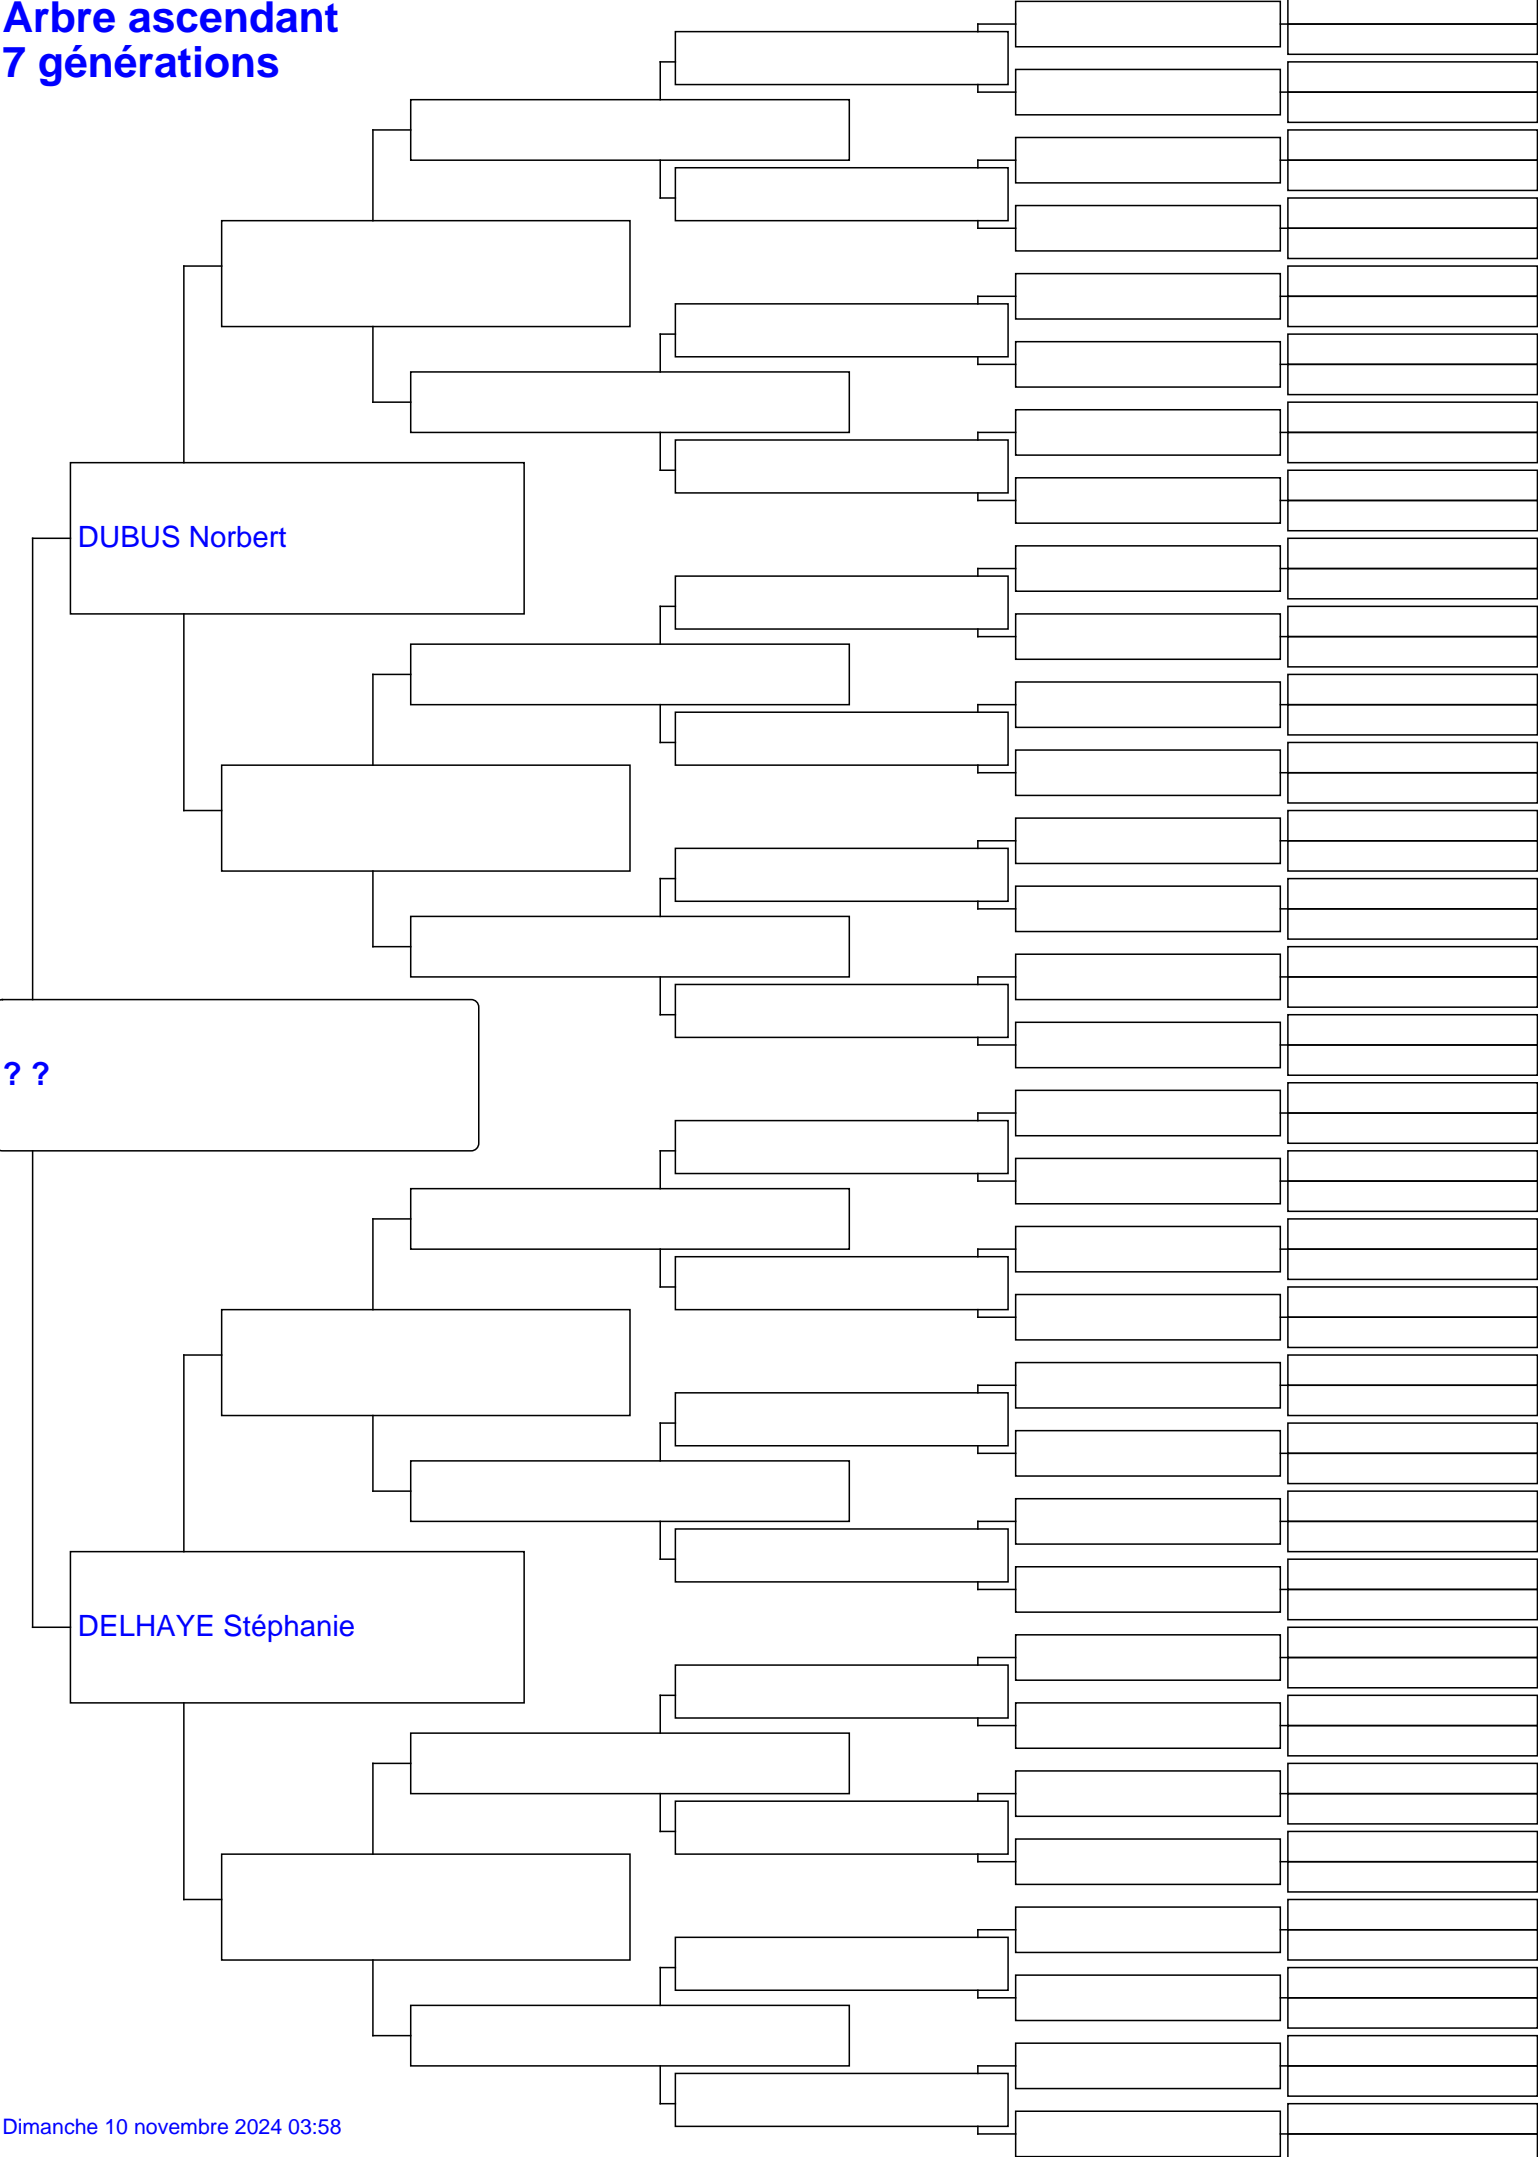 Arbre ascendant
7 générations
DUBUS Norbert
? ?
DELHAYE Stéphanie
Dimanche 10 novembre 2024 03:58